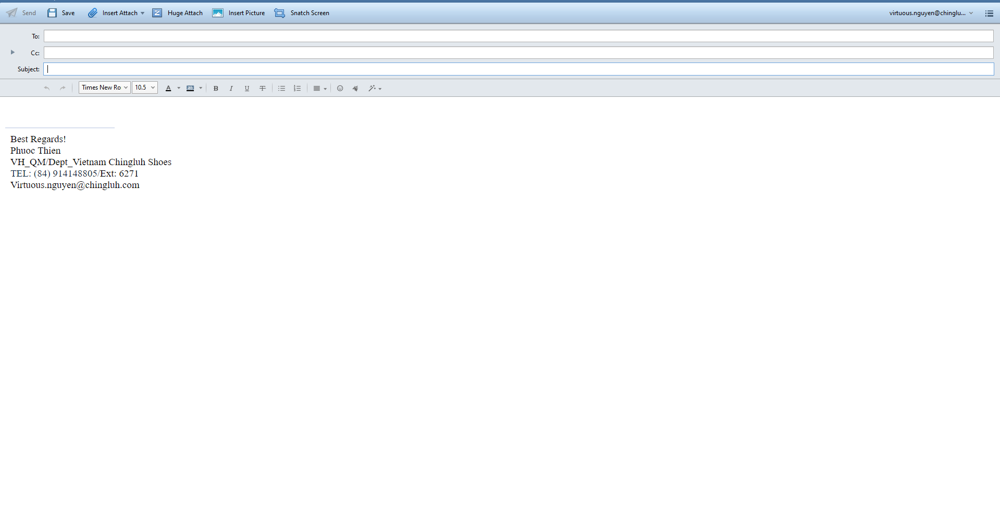 Send Save Insert Attach Huge Attach Insert Picture Snatch Screen virtuous.nguyen@chinglu...
To:
Cc:
Subject:
Times New Ro 10.5 A ab B I U T
Best Regards!
Phuoc Thien
VH_QM/Dept_Vietnam Chingluh Shoes
TEL: (84) 914148805/Ext: 6271
Virtuous.nguyen@chingluh.com